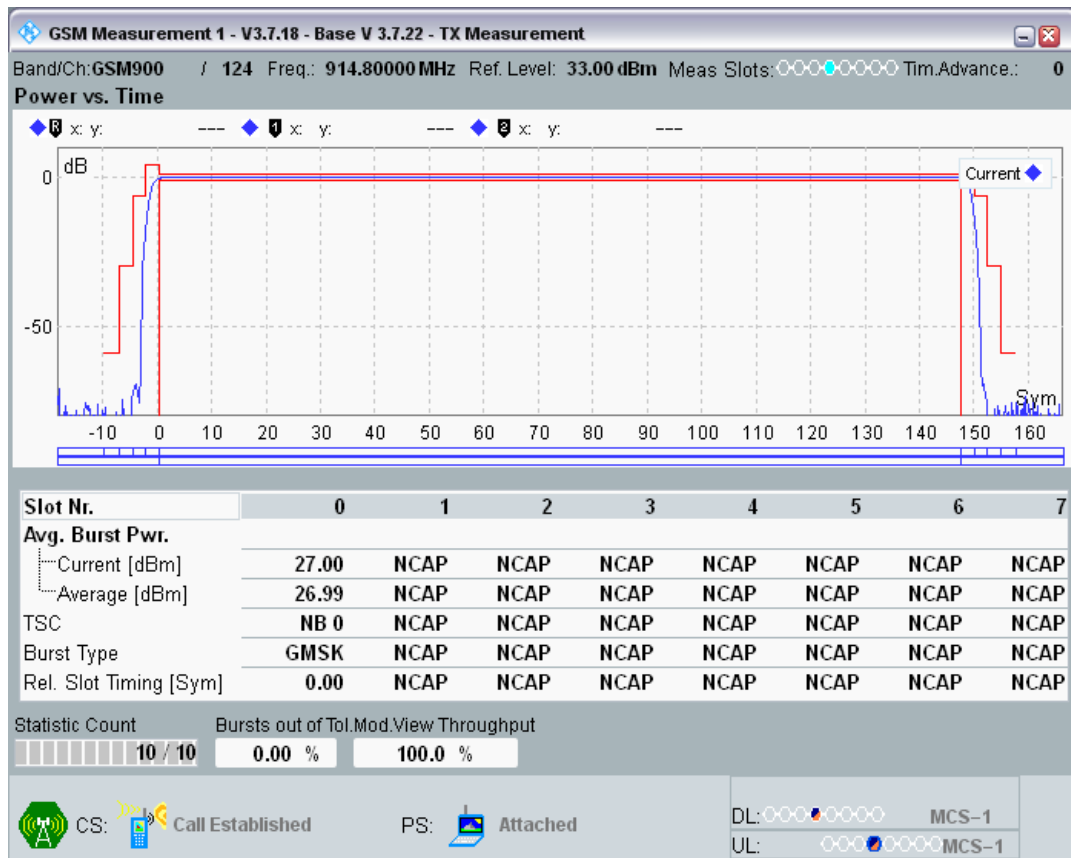 GSM Measurement 1 - V3.7.18 - Base V 3.7.22 - TX Measurement
Band/Ch:GSM900 / 124 Freq.: 914.80000 MHz Ref. Level: 33.00 dBm Meas Slots: Tim.Advance.: 0
Power vs. Time
R x: y: --- 1 x: y: --- 2 x: y: ---
dB
0
Current
-50
Sym
-10 0 10 20 30 40 50 60 70 80 90 100 110 120 130 140 150 160
Slot Nr. 0 1 2 3 4 5 6 7
Avg. Burst Pwr.
Current [dBm] 27.00 NCAP NCAP NCAP NCAP NCAP NCAP NCAP
Average [dBm] 26.99 NCAP NCAP NCAP NCAP NCAP NCAP NCAP
TSC NB 0 NCAP NCAP NCAP NCAP NCAP NCAP NCAP
Burst Type GMSK NCAP NCAP NCAP NCAP NCAP NCAP NCAP
Rel. Slot Timing [Sym] 0.00 NCAP NCAP NCAP NCAP NCAP NCAP NCAP
Statistic Count Bursts out of Tol.Mod.View Throughput
10 / 10 0.00 % 100.0 %
CS: Call Established PS: Attached DL: MCS-1
UL: MCS-1